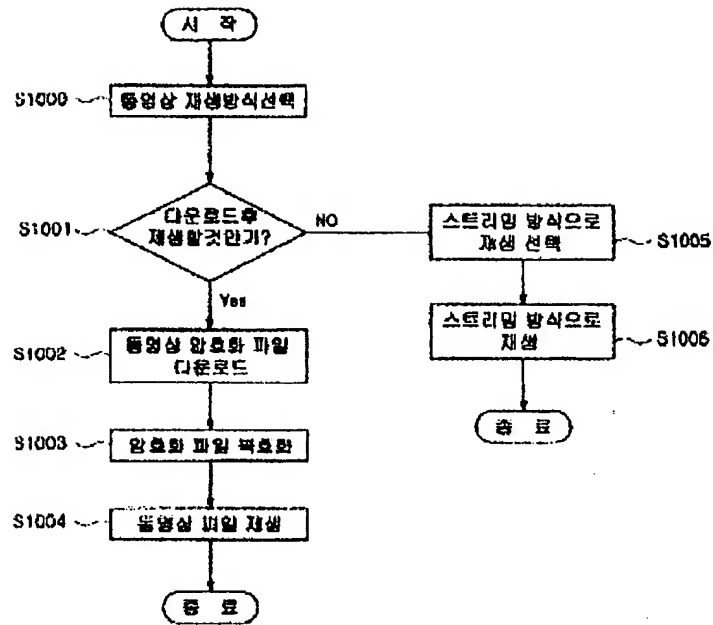 시 작
S1000
동영상 재생방식선택
S1001
다운로드후
재생할것인가?
NO
스트리밍 방식으로
재생 선택
S1005
Yes
S1002
동영상 암호화 파일
다운로드
스트리밍 방식으로
재생
S1006
S1003
암호화 파일 복호화
종 료
S1004
동영상 파일 재생
종 료